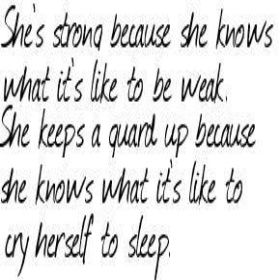 She's strong because she knows
what it's like to be weak.
She keeps a guard up because
she knows what it's like to
cry herself to sleep.